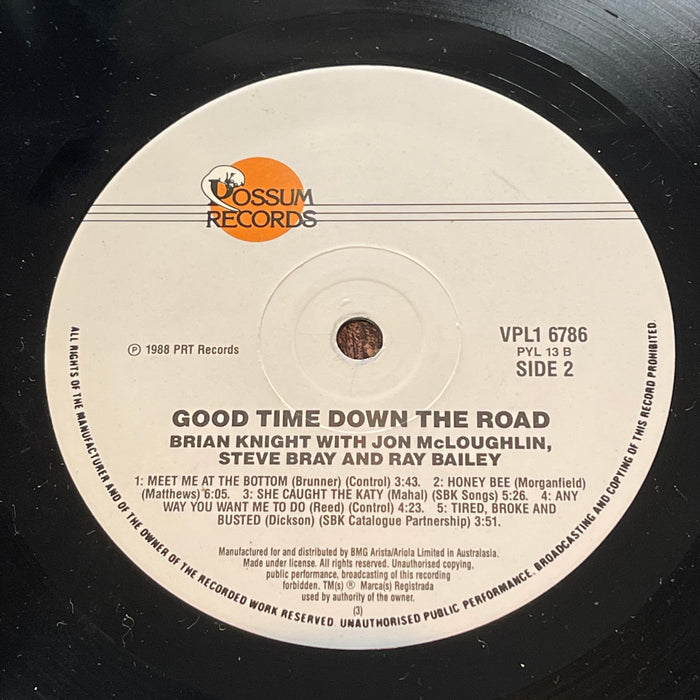 POSSUM
RECORDS
℗ 1988 PRT Records
VPL1 6786
PYL 13 B
SIDE 2
GOOD TIME DOWN THE ROAD
BRIAN KNIGHT WITH JON McLOUGHLIN,
STEVE BRAY AND RAY BAILEY
1: MEET ME AT THE BOTTOM (Brunner) (Control) 3:43. 2: HONEY BEE (Morganfield)
(Matthews) 6:05. 3: SHE CAUGHT THE KATY (Mahal) (SBK Songs) 5:26. 4: ANY
WAY YOU WANT ME TO DO (Reed) (Control) 4:23. 5: TIRED, BROKE AND
BUSTED (Dickson) (SBK Catalogue Partnership) 3:51.
Manufactured for and distributed by BMG Arista/Ariola Limited in Australasia.
Made under license. All rights reserved. Unauthorised copying,
public performance, broadcasting of this recording
forbidden. TM(s) ® Marca(s) Registrada
used by authority of the owner.
(3)
ALL RIGHTS OF THE MANUFACTURER AND OF THE OWNER OF THE RECORDED WORK RESERVED. UNAUTHORISED PUBLIC PERFORMANCE, BROADCASTING AND COPYING OF THIS RECORD PROHIBITED.